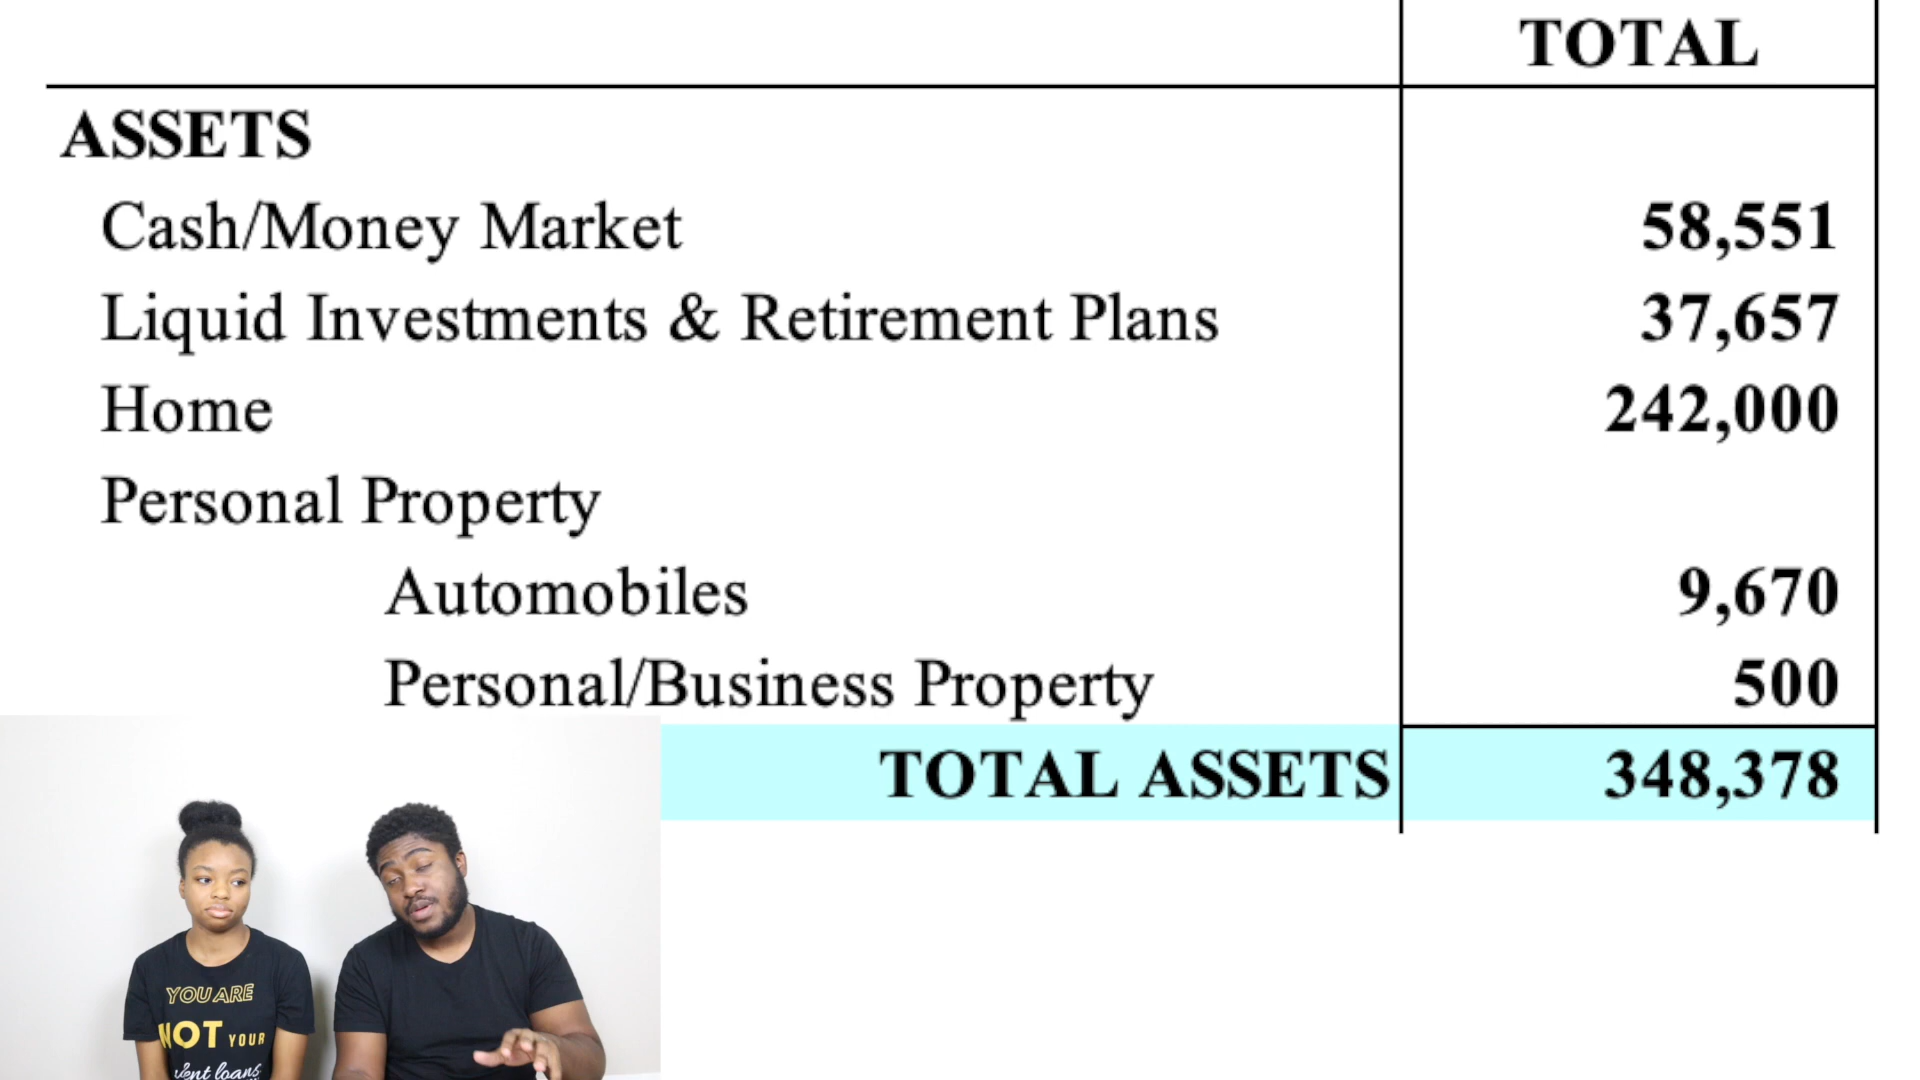 TOTAL
ASSETS
Cash/Money Market 58,551
Liquid Investments & Retirement Plans 37,657
Home 242,000
Personal Property
Automobiles 9,670
Personal/Business Property 500
TOTAL ASSETS 348,378
YOU ARE
NOT YOUR
loans